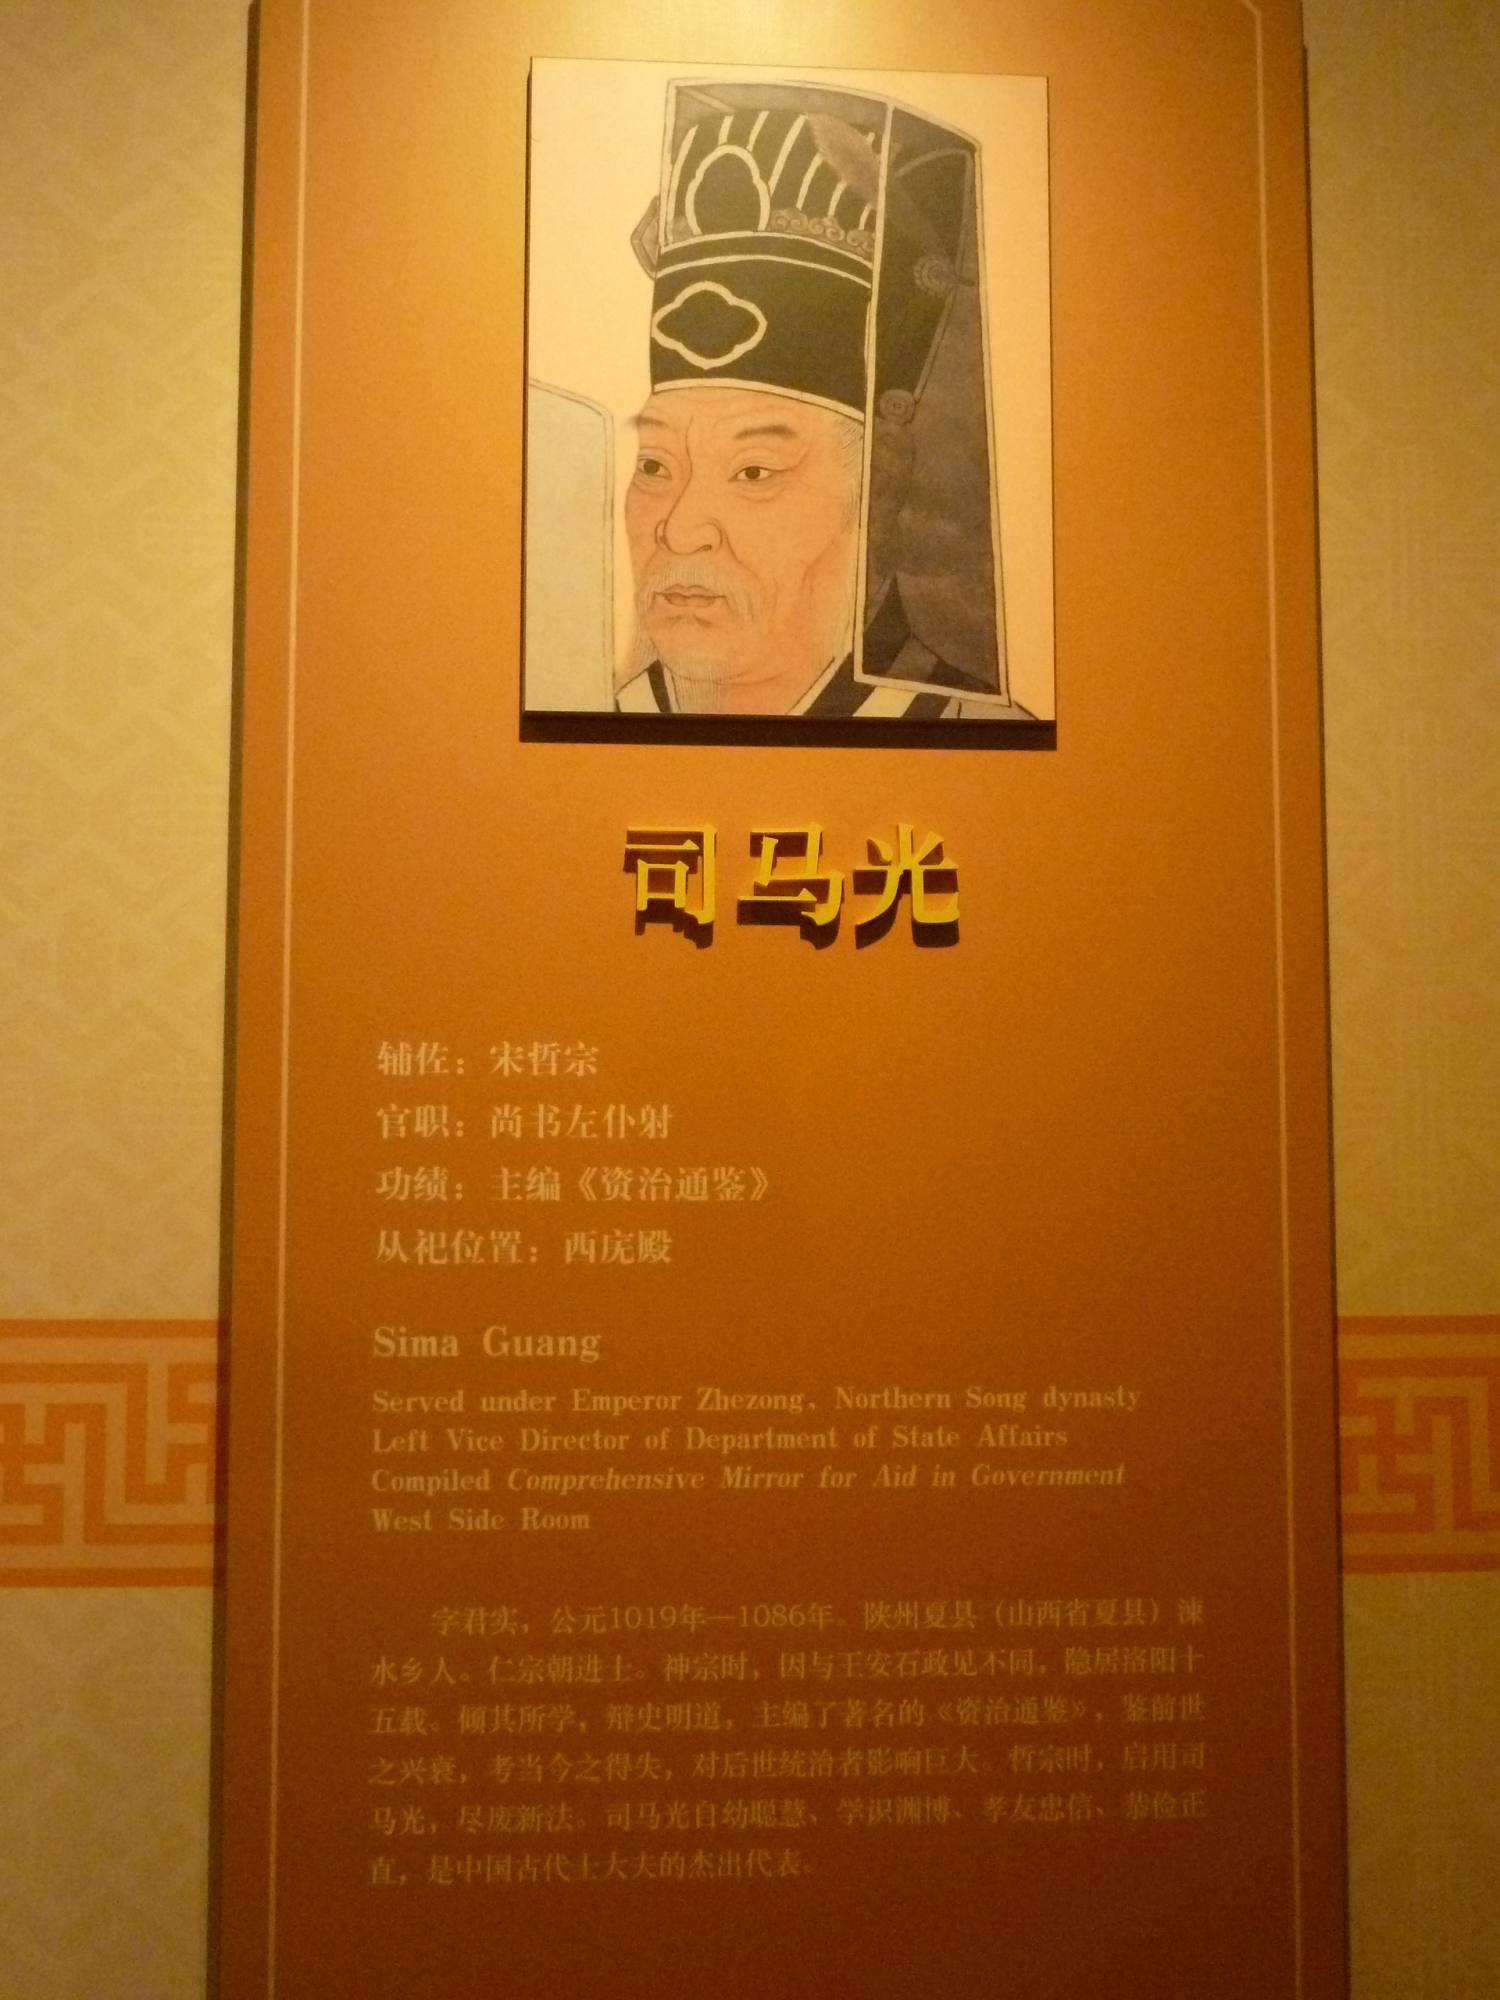 司马光
辅佐：宋哲宗
官职：尚书左仆射
功绩：主编《资治通鉴》
从祀位置：西庑殿
Sima Guang
Served under Emperor Zhezong, Northern Song dynasty
Left Vice Director of Department of State Affairs
Compiled Comprehensive Mirror for Aid in Government
West Side Room
字君实，公元1019年—1086年。陕州夏县（山西省夏县）涑
水乡人。仁宗朝进士。神宗时，因与王安石政见不同，隐居洛阳十
五载。倾其所学，辩史明道，主编了著名的《资治通鉴》，鉴前世
之兴衰，考当今之得失，对后世统治者影响巨大。哲宗时，启用司
马光，尽废新法。司马光自幼聪慧、学识渊博、孝友忠信、恭俭正
直，是中国古代士大夫的杰出代表。